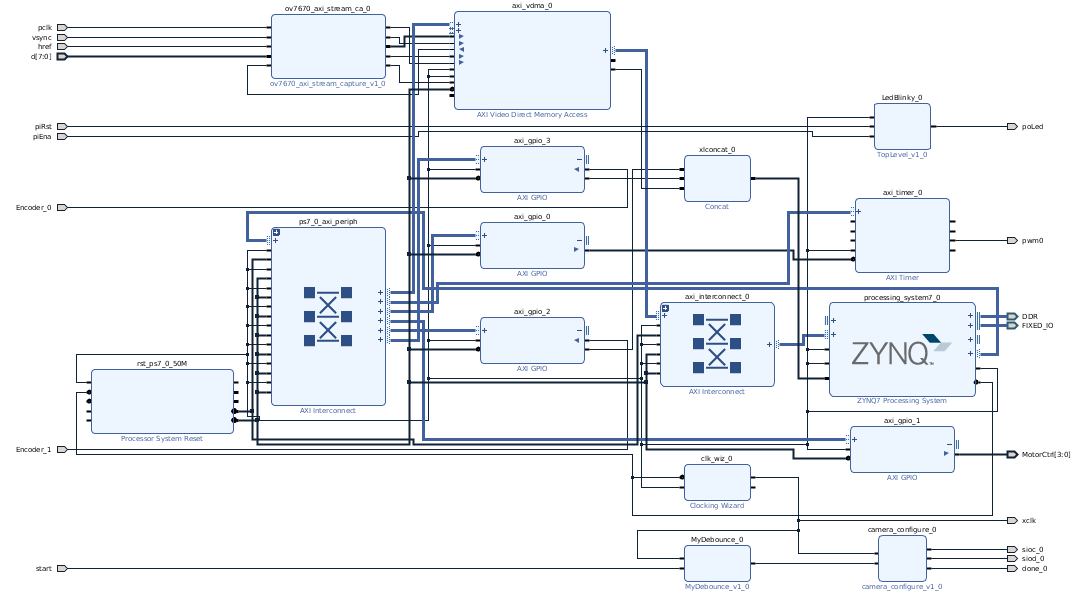 ov7670_axi_stream_ca_0
axi_vdma_0
pclk
vsync
href
d[7:0]
ov7670_axi_stream_capture_v1_0
AXI Video Direct Memory Access
LedBlinky_0
piRst
poLed
piEna
TopLevel_v1_0
axi_gpio_3
xlconcat_0
AXI GPIO
Concat
axi_timer_0
Encoder_0
axi_gpio_0
ps7_0_axi_periph
pwm0
AXI GPIO
AXI Timer
axi_interconnect_0
processing_system7_0
axi_gpio_2
DDR
FIXED_IO
ZYNQ
rst_ps7_0_50M
AXI GPIO
AXI Interconnect
ZYNQ7 Processing System
AXI Interconnect
axi_gpio_1
Processor System Reset
Encoder_1
MotorCtrl[3:0]
clk_wiz_0
AXI GPIO
Clocking Wizard
xclk
camera_configure_0
MyDebounce_0
sioc_0
siod_0
start
done_0
MyDebounce_v1_0
camera_configure_v1_0